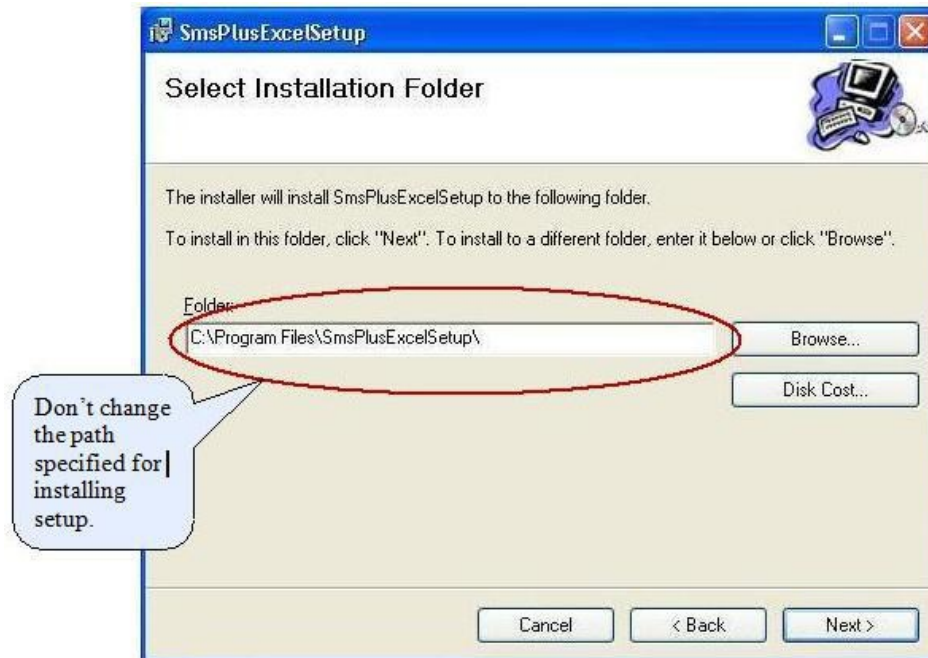 SmsPlusExcelSetup
Select Installation Folder
The installer will install SmsPlusExcelSetup to the following folder.
To install in this folder, click "Next". To install to a different folder, enter it below or click "Browse".
Folder:
C:\Program Files\SmsPlusExcelSetup\
Browse...
Disk Cost...
Don't change
the path
specified for
installing
setup.
Cancel
< Back
Next >